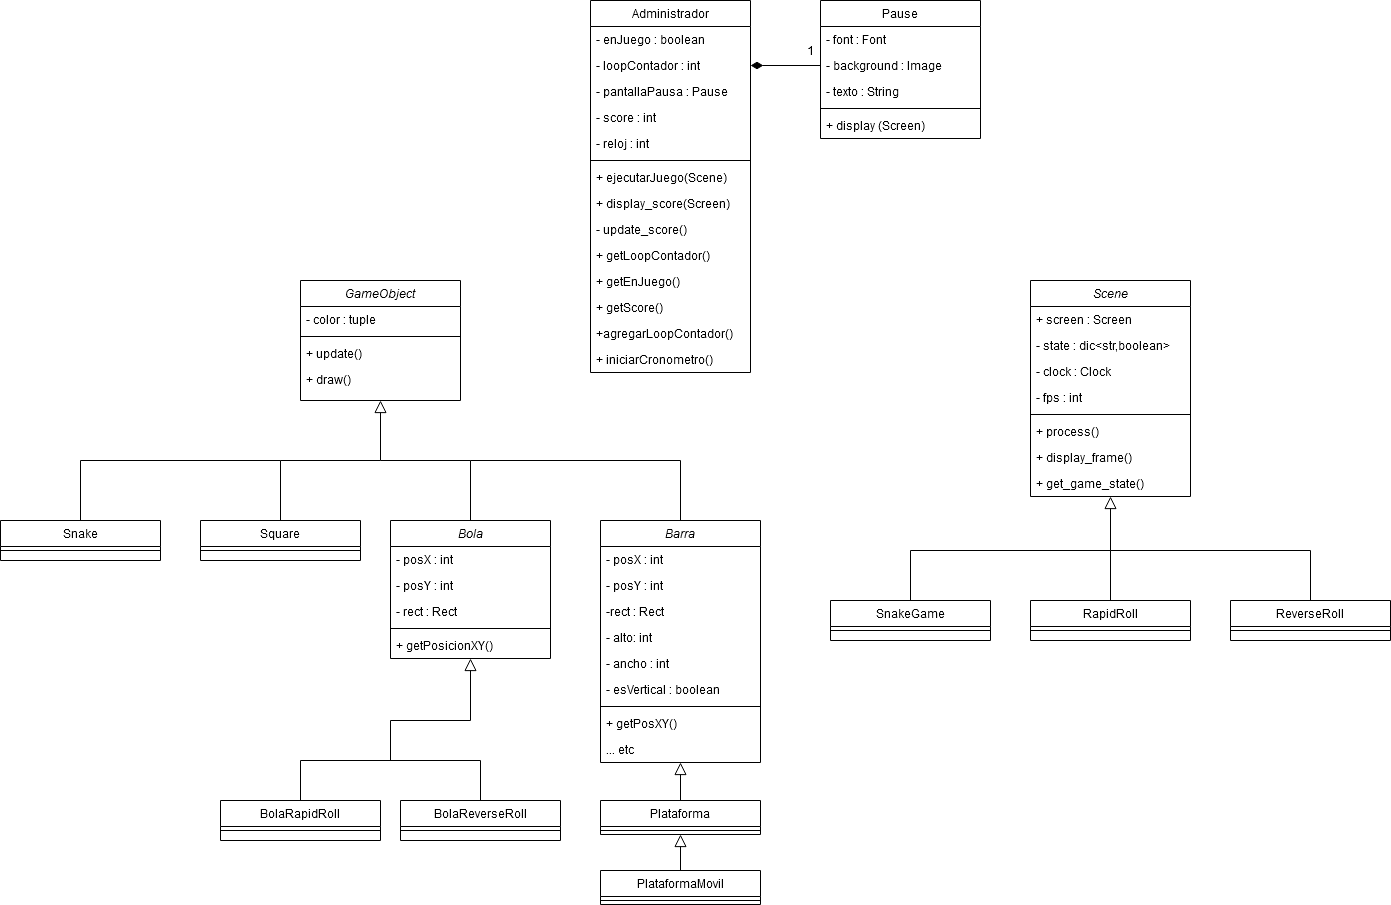 Administrador
- enJuego : boolean
- loopContador : int
- pantallaPausa : Pause
- score : int
- reloj : int
+ ejecutarJuego(Scene)
+ display_score(Screen)
- update_score()
+ getLoopContador()
+ getEnJuego()
+ getScore()
+agregarLoopContador()
+ iniciarCronometro()
1
Pause
- font : Font
- background : Image
- texto : String
+ display (Screen)
GameObject
- color : tuple
+ update()
+ draw()
Scene
+ screen : Screen
- state : dic<str,boolean>
- clock : Clock
- fps : int
+ process()
+ display_frame()
+ get_game_state()
Snake
Square
Bola
- posX : int
- posY : int
- rect : Rect
+ getPosicionXY()
Barra
- posX : int
- posY : int
-rect : Rect
- alto: int
- ancho : int
- esVertical : boolean
+ getPosXY()
... etc
SnakeGame
RapidRoll
ReverseRoll
BolaRapidRoll
BolaReverseRoll
Plataforma
PlataformaMovil